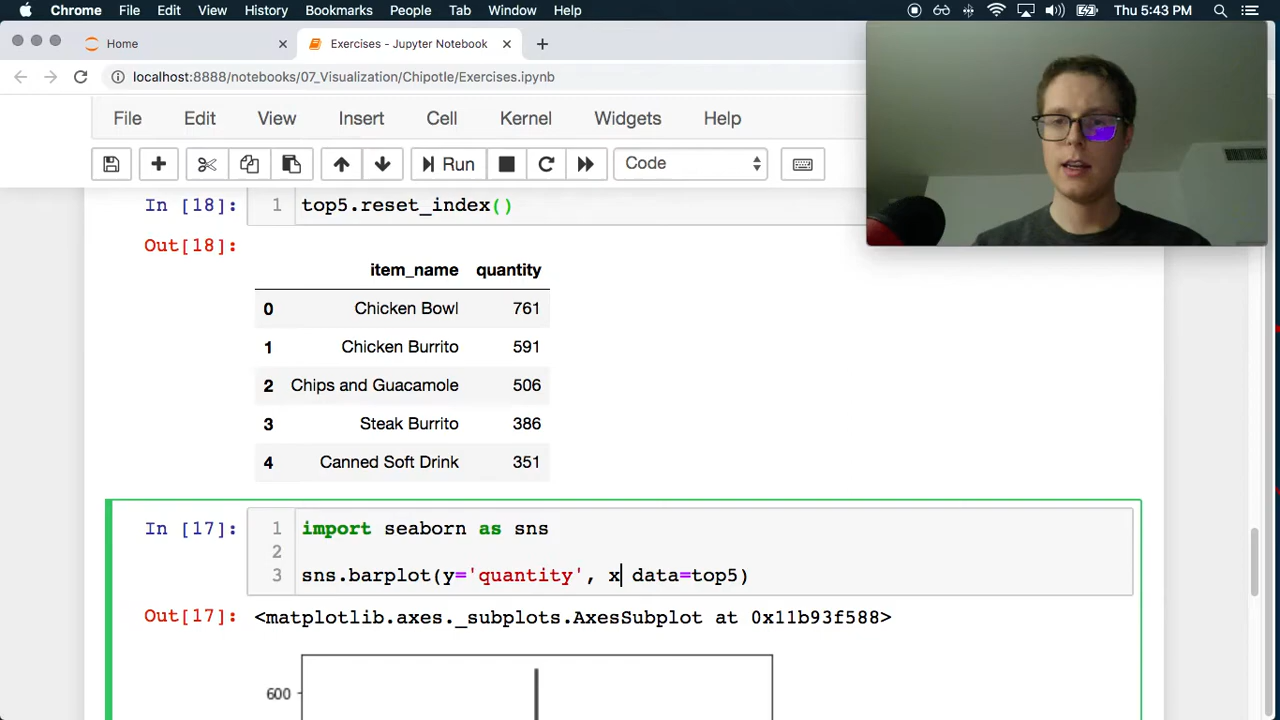 Chrome File Edit View History Bookmarks People Tab Window Help Thu 5:43 PM
Home Exercises - Jupyter Notebook
localhost:8888/notebooks/07_Visualization/Chipotle/Exercises.ipynb
File Edit View Insert Cell Kernel Widgets Help
Run Code
In [18]: 1 top5.reset_index()
Out[18]:
item_name quantity
0 Chicken Bowl 761
1 Chicken Burrito 591
2 Chips and Guacamole 506
3 Steak Burrito 386
4 Canned Soft Drink 351
In [17]: 1 import seaborn as sns
2
3 sns.barplot(y='quantity', x data=top5)
Out[17]: <matplotlib.axes._subplots.AxesSubplot at 0x11b93f588>
600